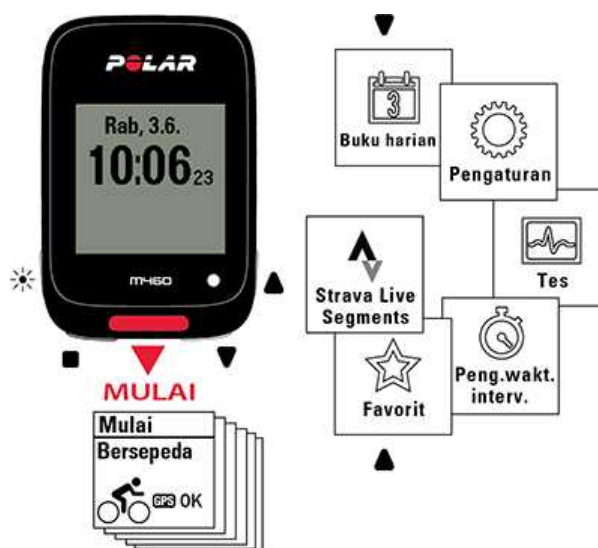 POLAR
Rab, 3.6.
10:06 23
M460
MULAI
Mulai
Bersepeda
GPS OK
3
Buku harian
Pengaturan
Tes
Peng.wakt.
interv.
Favorit
Strava Live
Segments